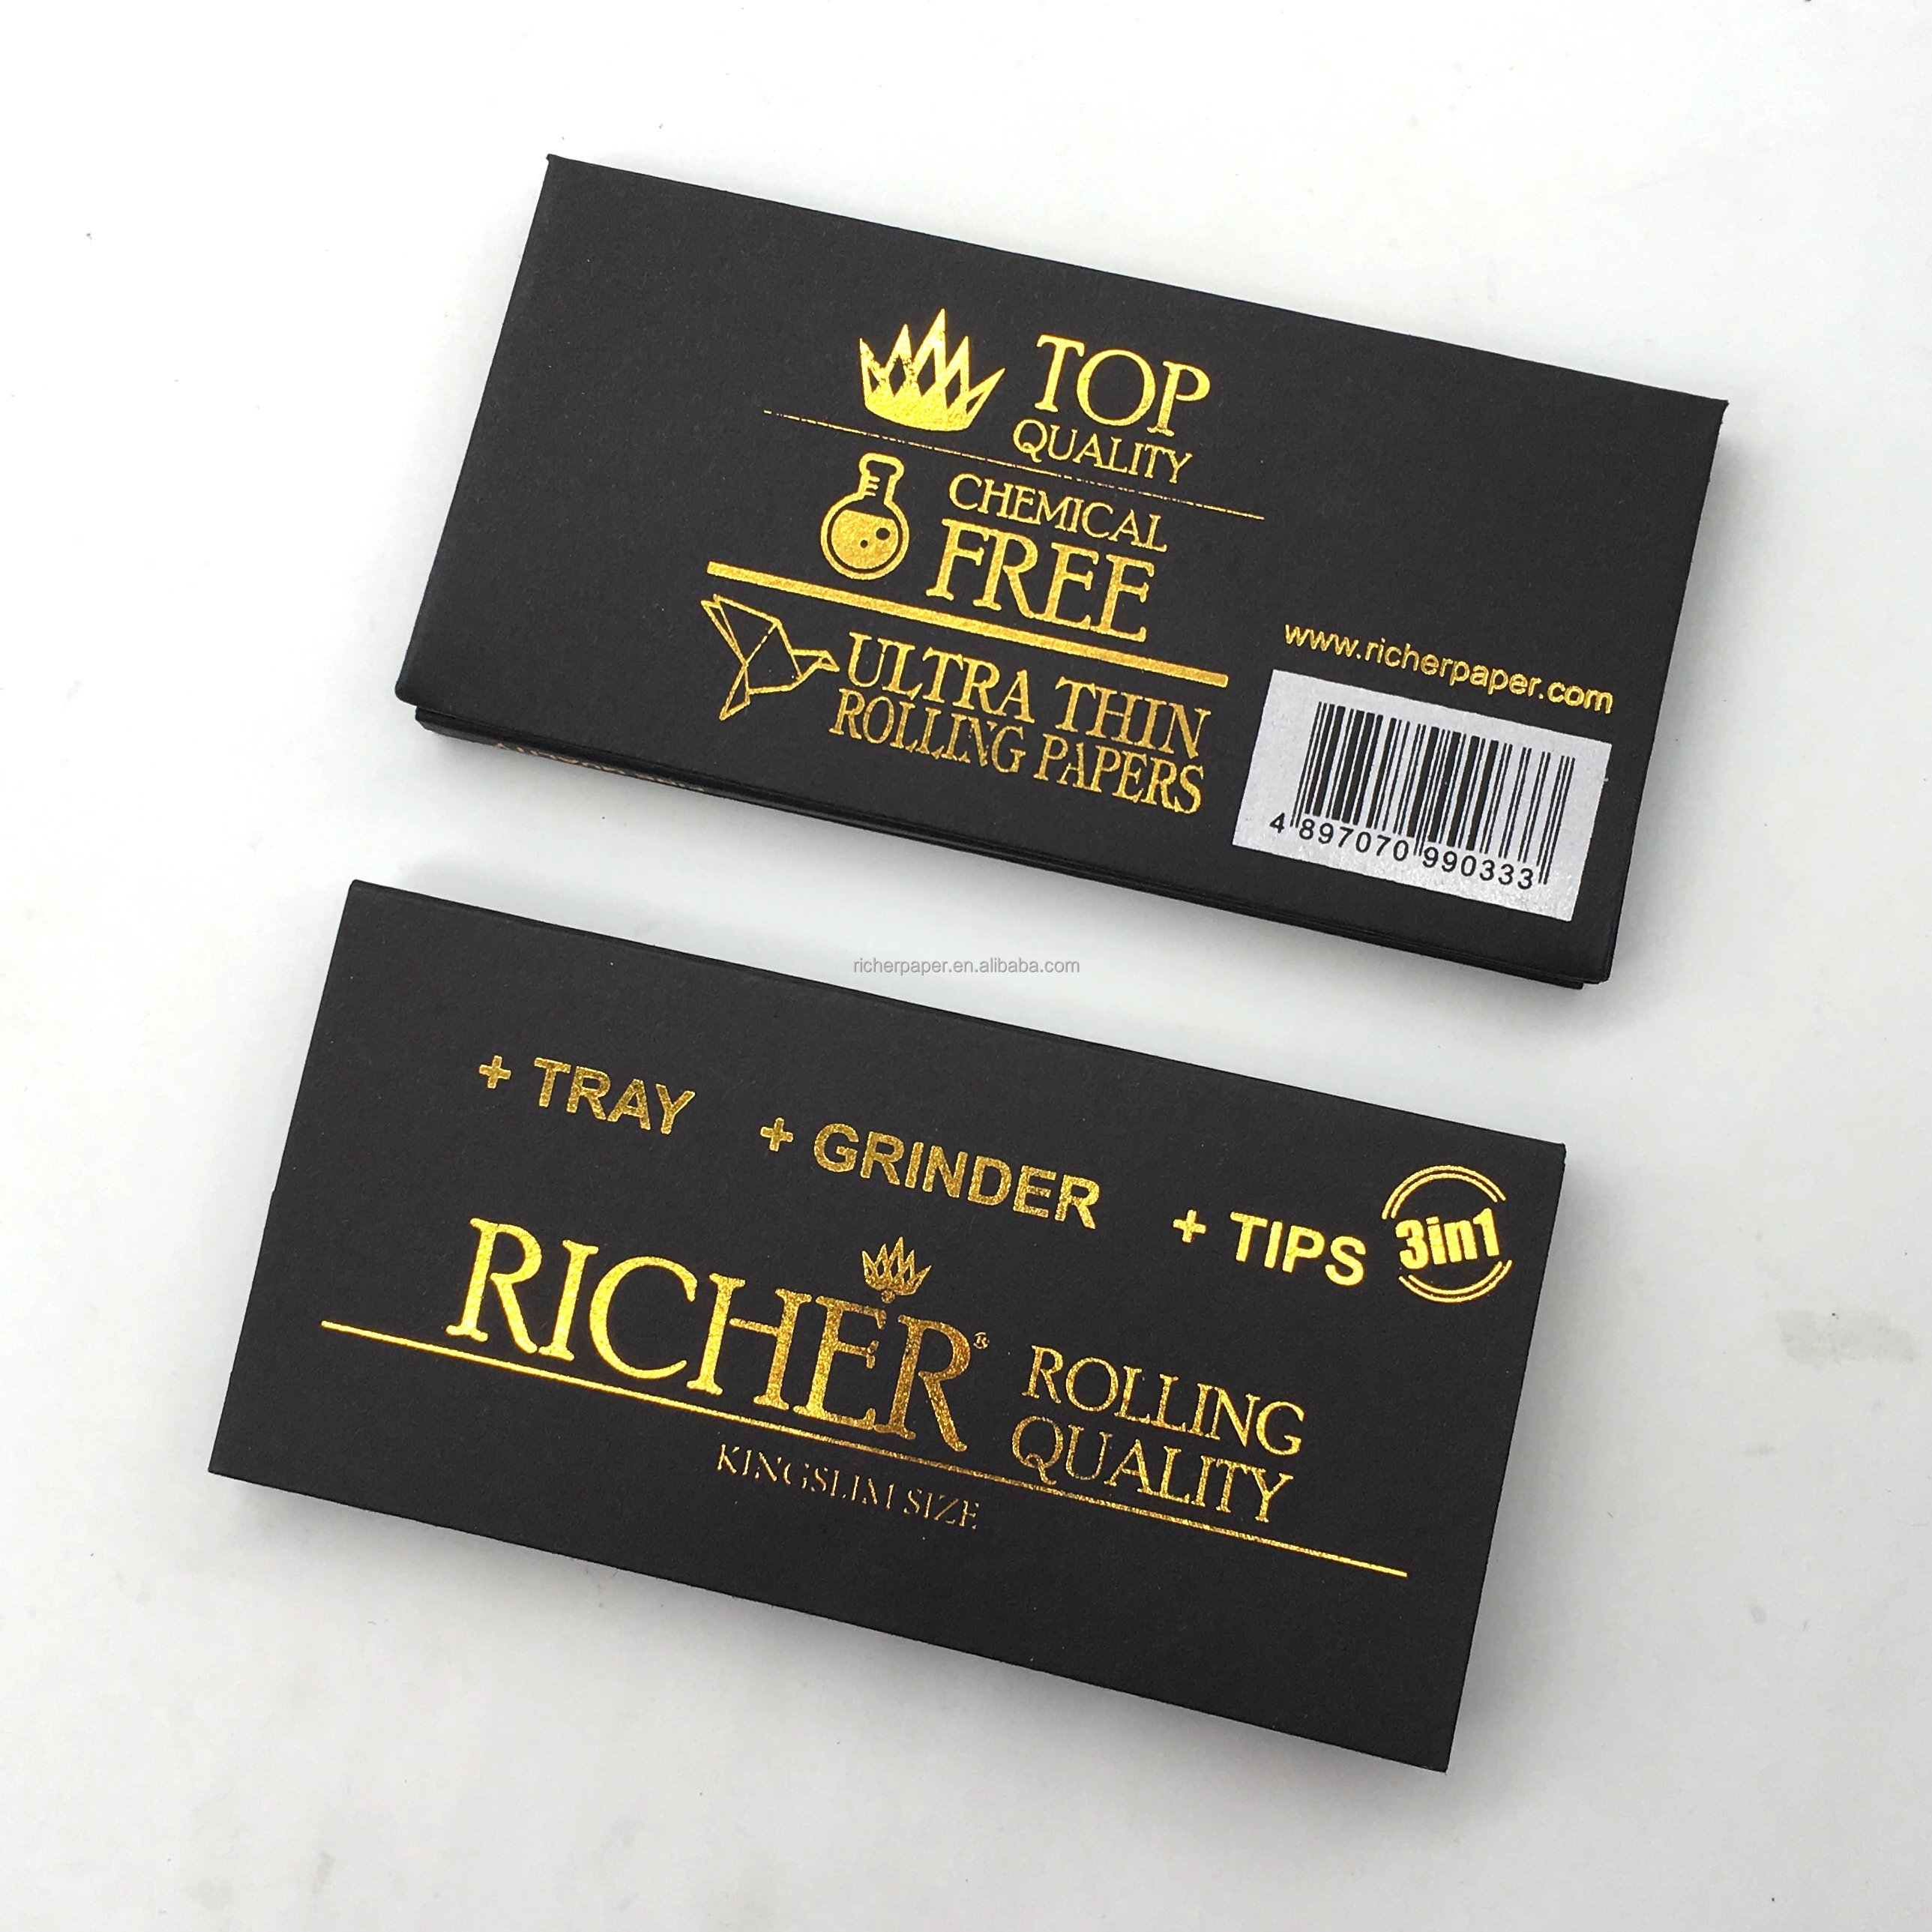 TOP
QUALITY
CHEMICAL
FREE
ULTRA THIN
ROLLING PAPERS
www.richerpaper.com
4 897070 990333
richerpaper.en.alibaba.com
+ TRAY + GRINDER + TIPS 3in1
RICHER® ROLLING
QUALITY
KINGSLIM SIZE